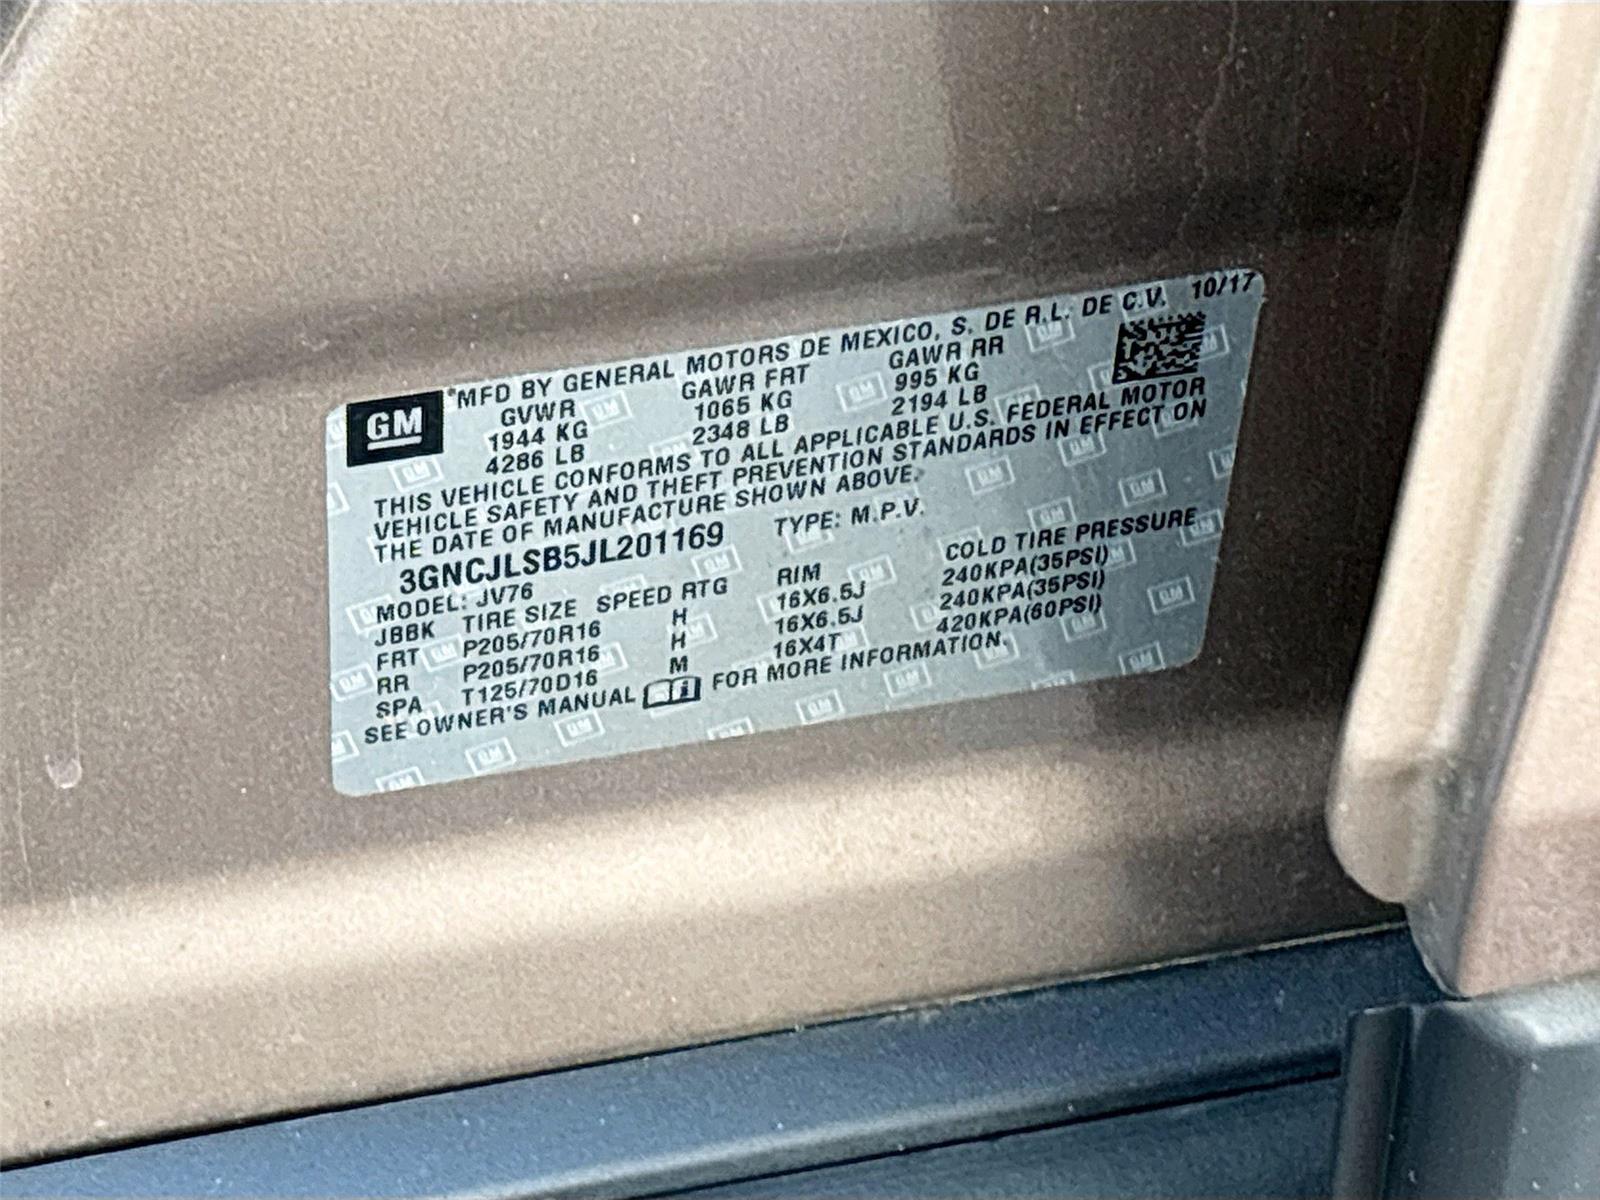 *MFD BY GENERAL MOTORS DE MEXICO, S. DE R.L. DE C.V. 10/17
GM
GVWR GAWR FRT GAWR RR
1944 KG 1065 KG 995 KG
4286 LB 2348 LB 2194 LB
THIS VEHICLE CONFORMS TO ALL APPLICABLE U.S. FEDERAL MOTOR
VEHICLE SAFETY AND THEFT PREVENTION STANDARDS IN EFFECT ON
THE DATE OF MANUFACTURE SHOWN ABOVE.
3GNCJLSB5JL201169 TYPE: M.P.V.
MODEL: JV76
JBBK TIRE SIZE SPEED RTG RIM COLD TIRE PRESSURE
FRT P205/70R16 H 16X6.5J 240KPA(35PSI)
RR P205/70R16 H 16X6.5J 240KPA(35PSI)
SPA T125/70D16 M 16X4T 420KPA(60PSI)
SEE OWNER'S MANUAL FOR MORE INFORMATION.